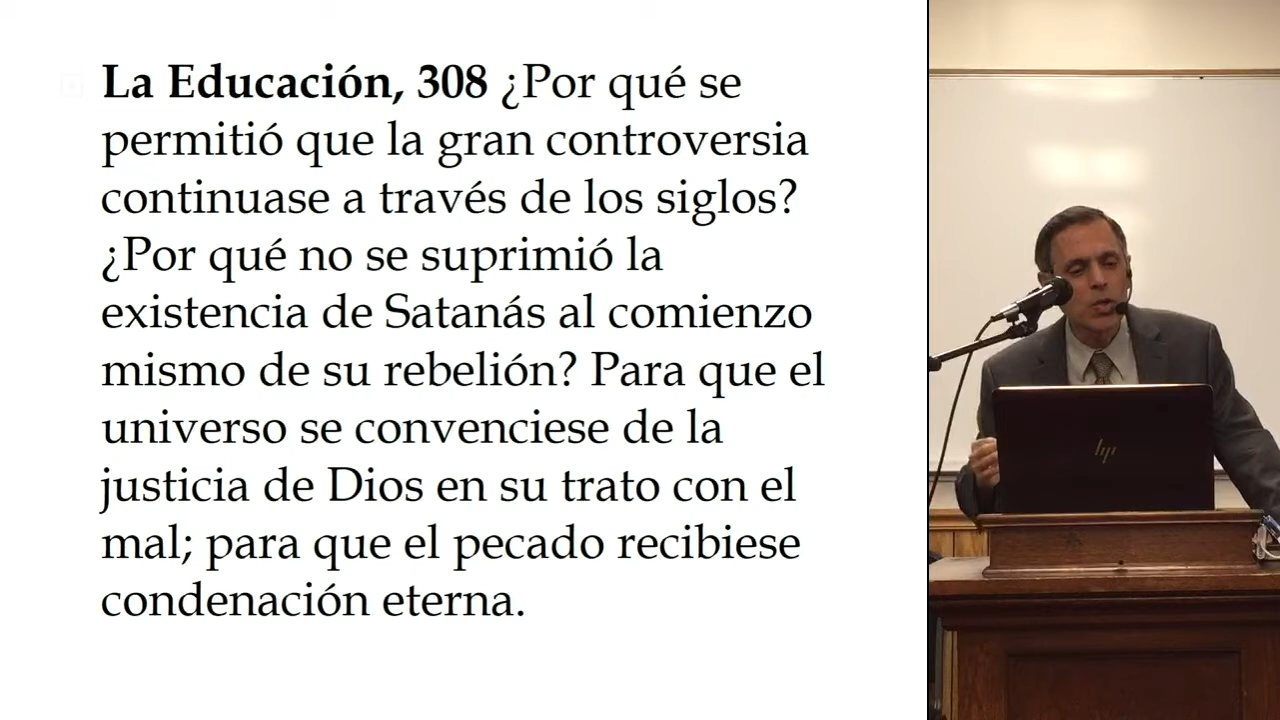 La Educación, 308 ¿Por qué se
permitió que la gran controversia
continuase a través de los siglos?
¿Por qué no se suprimió la
existencia de Satanás al comienzo
mismo de su rebelión? Para que el
universo se convenciese de la
justicia de Dios en su trato con el
mal; para que el pecado recibiese
condenación eterna.
hp